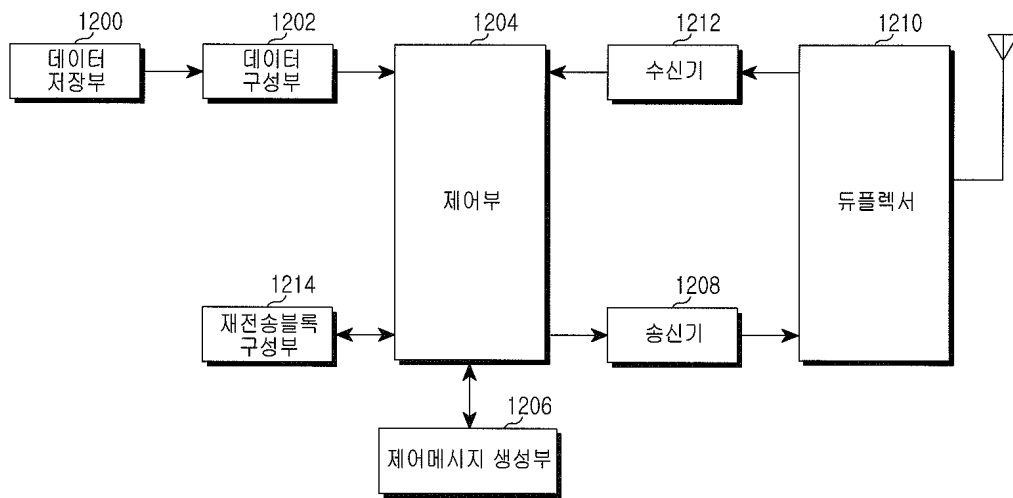 1200
데이터
저장부
1202
데이터
구성부
1204
제어부
1212
수신기
1210
듀플렉서
1214
재전송블록
구성부
1208
송신기
1206
제어메시지 생성부